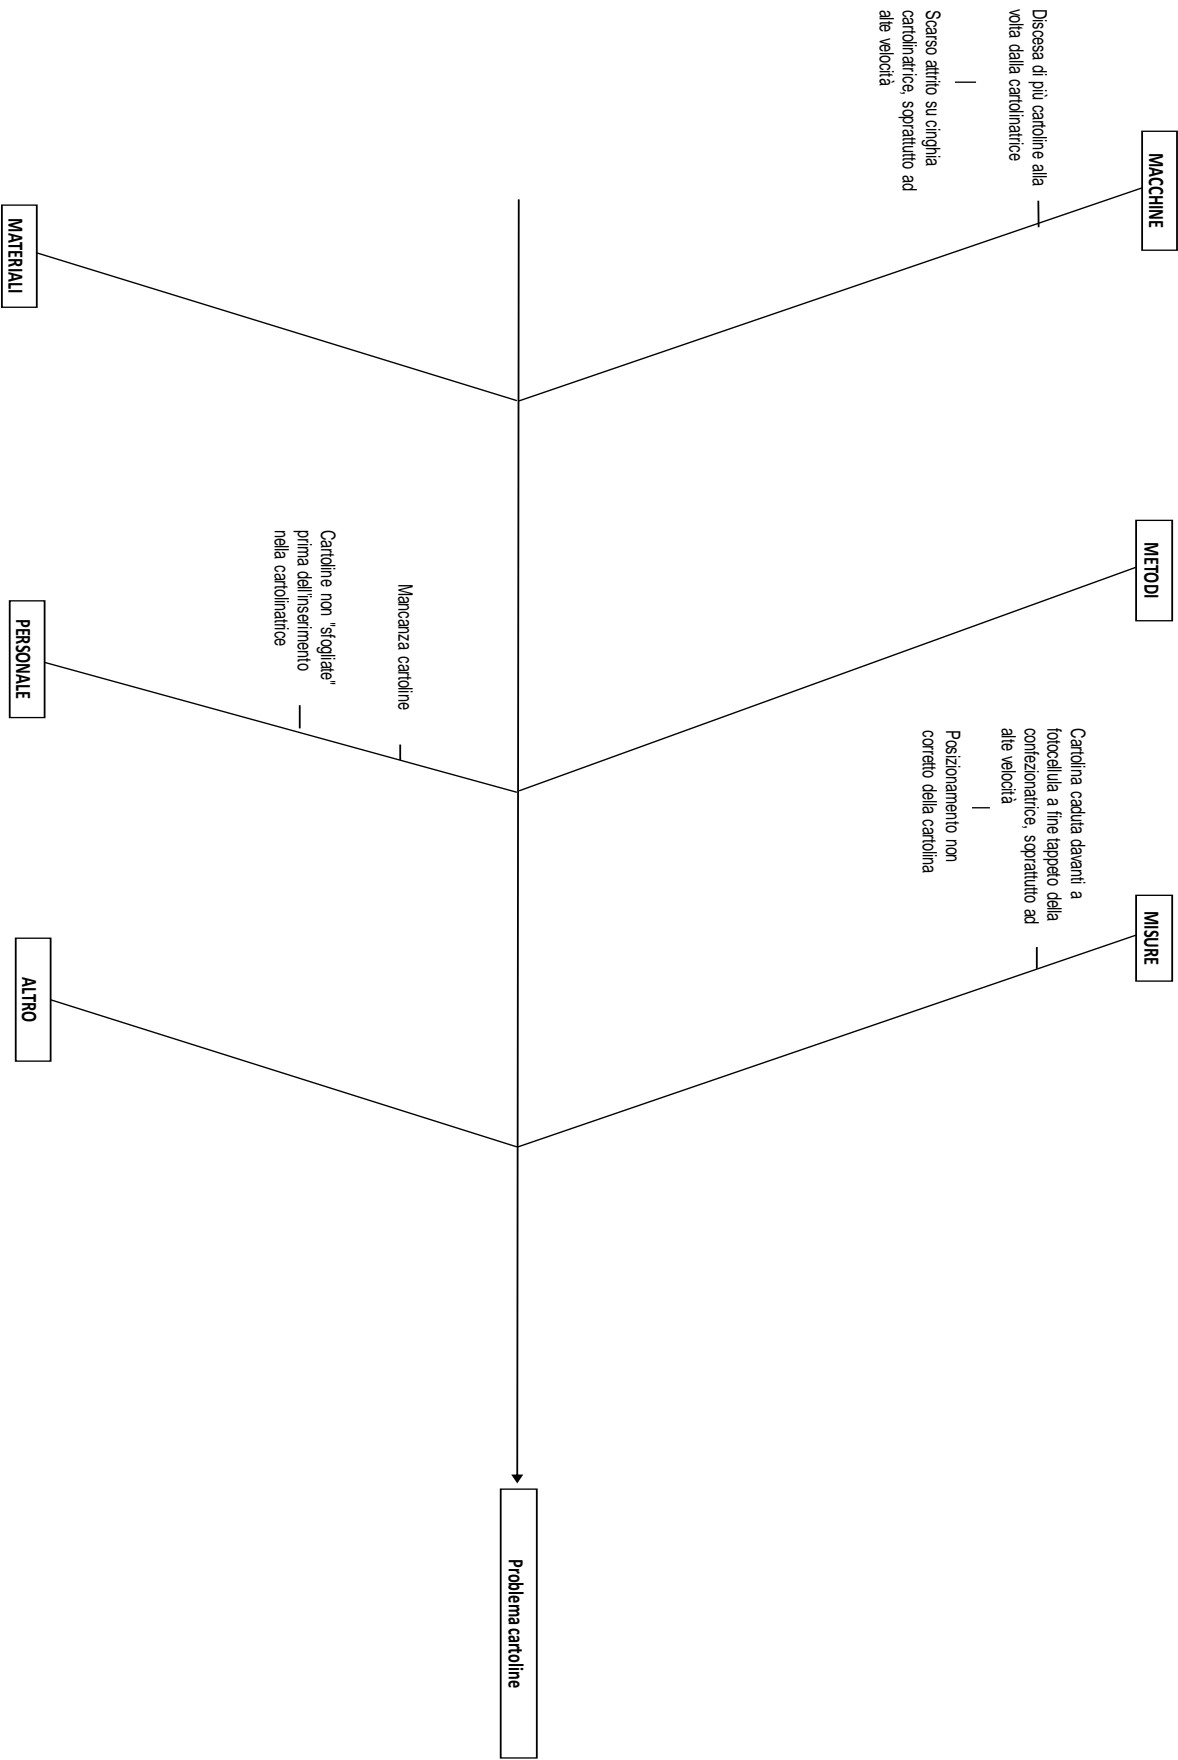 MACCHINE
METODI
MISURE
Discesa di più cartoline alla
volta dalla cartolinatrice
Scarso attrito su cinghia
cartolinatrice, soprattutto ad
alte velocità
Cartolina caduta davanti a
fotocellula a fine tappeto della
confezionatrice, soprattutto ad
alte velocità
Posizionamento non
corretto della cartolina
Problema cartoline
Mancanza cartoline
Cartoline non "sfogliate"
prima dell'inserimento
nella cartolinatrice
MATERIALI
PERSONALE
ALTRO